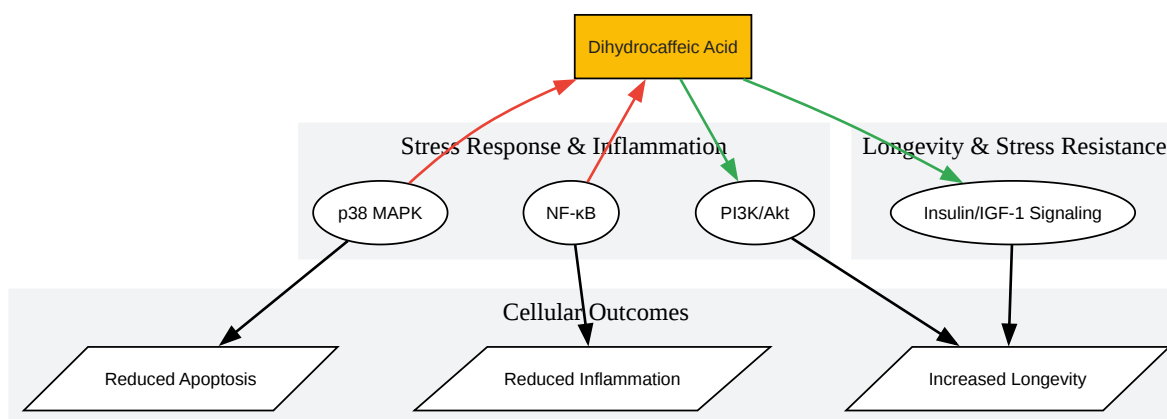 Dihydrocaffeic Acid
Stress Response & Inflammation
Longevity & Stress Resistance
p38 MAPK
NF-κB
PI3K/Akt
Insulin/IGF-1 Signaling
Cellular Outcomes
Reduced Apoptosis
Reduced Inflammation
Increased Longevity